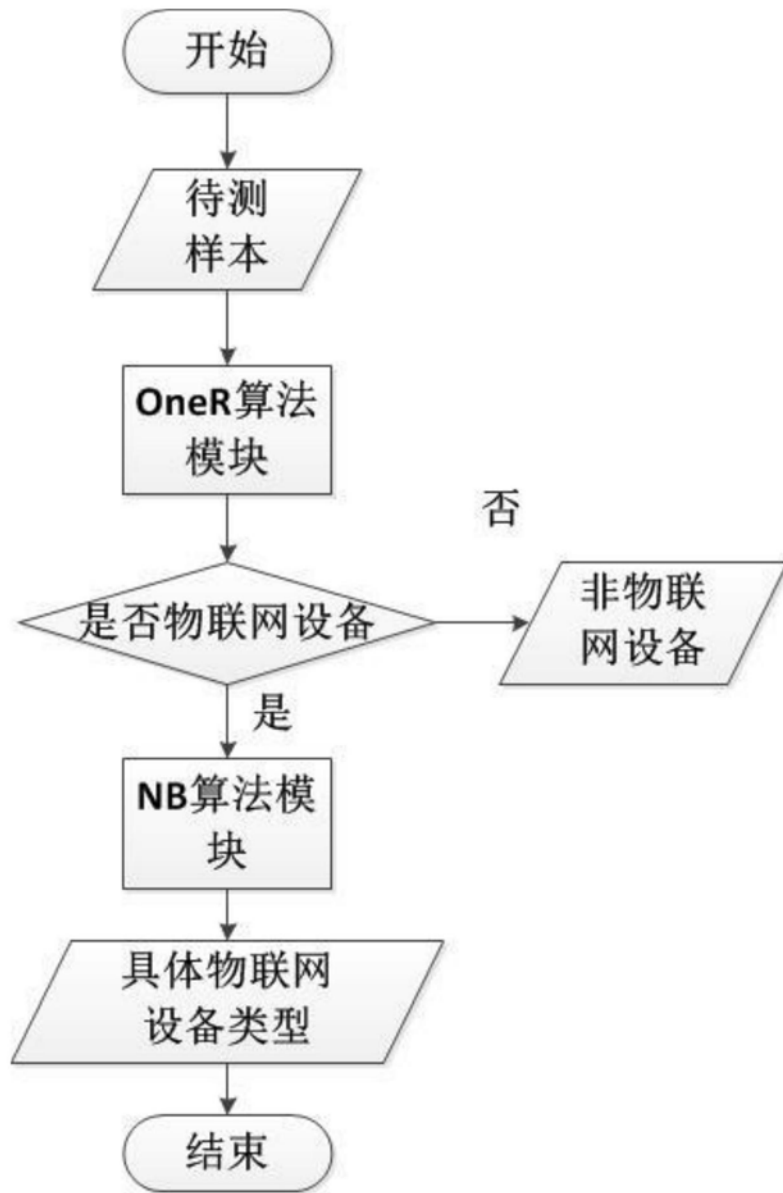 开始
待测
样本
OneR算法
模块
否
是否物联网设备
非物联
网设备
是
NB算法模
块
具体物联网
设备类型
结束